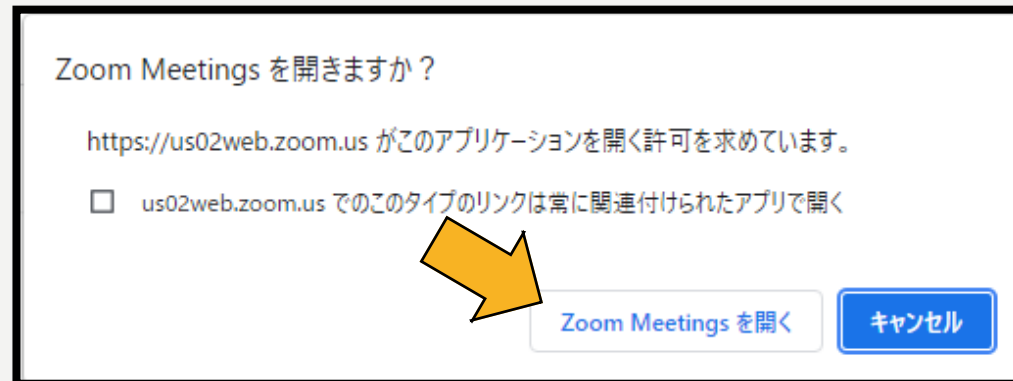 Zoom Meetings を開きますか？
https://us02web.zoom.us がこのアプリケーションを開く許可を求めています。
us02web.zoom.us でのこのタイプのリンクは常に関連付けられたアプリで開く
Zoom Meetings を開く キャンセル